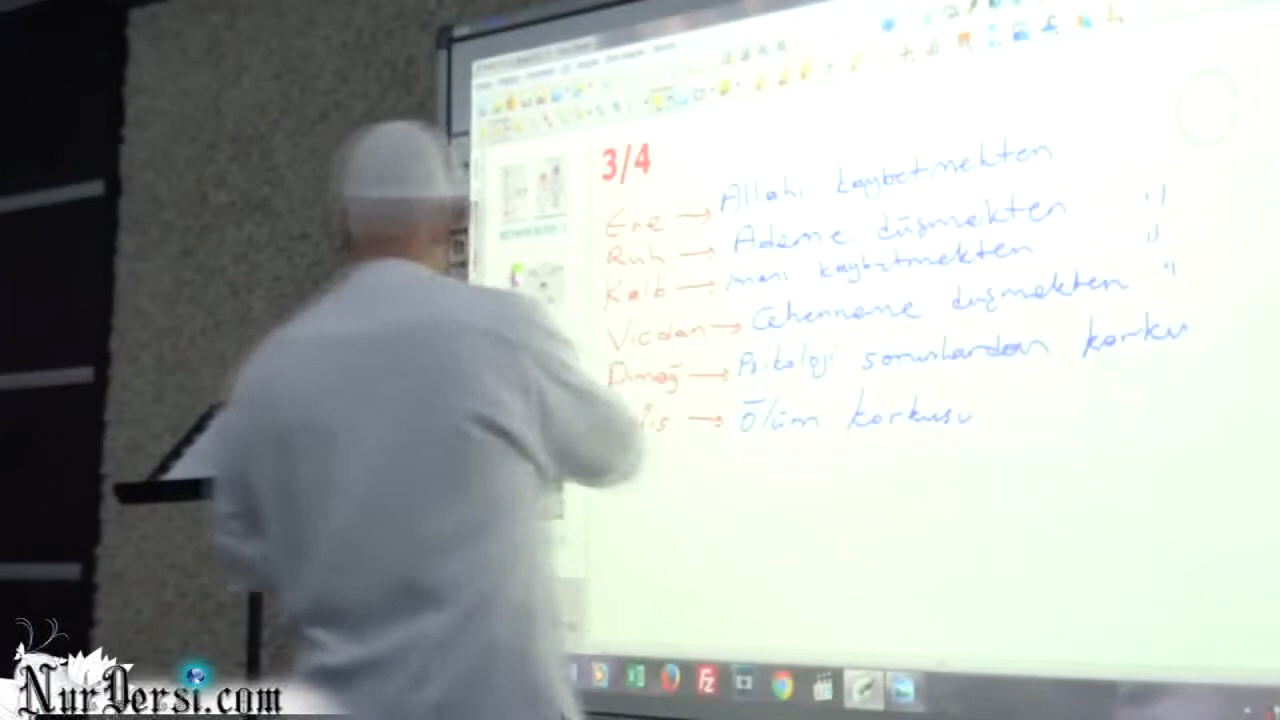 3/4
Ene → Allahı kaybetmekten
Ruh → Ademe düşmekten "
Kalb → imanı kaybetmekten "
Vicdan → Cehenneme düşmekten "
Dimağ → Psikoloji sorunlardan korku
→ Ölüm korkusu
NurDersi.com